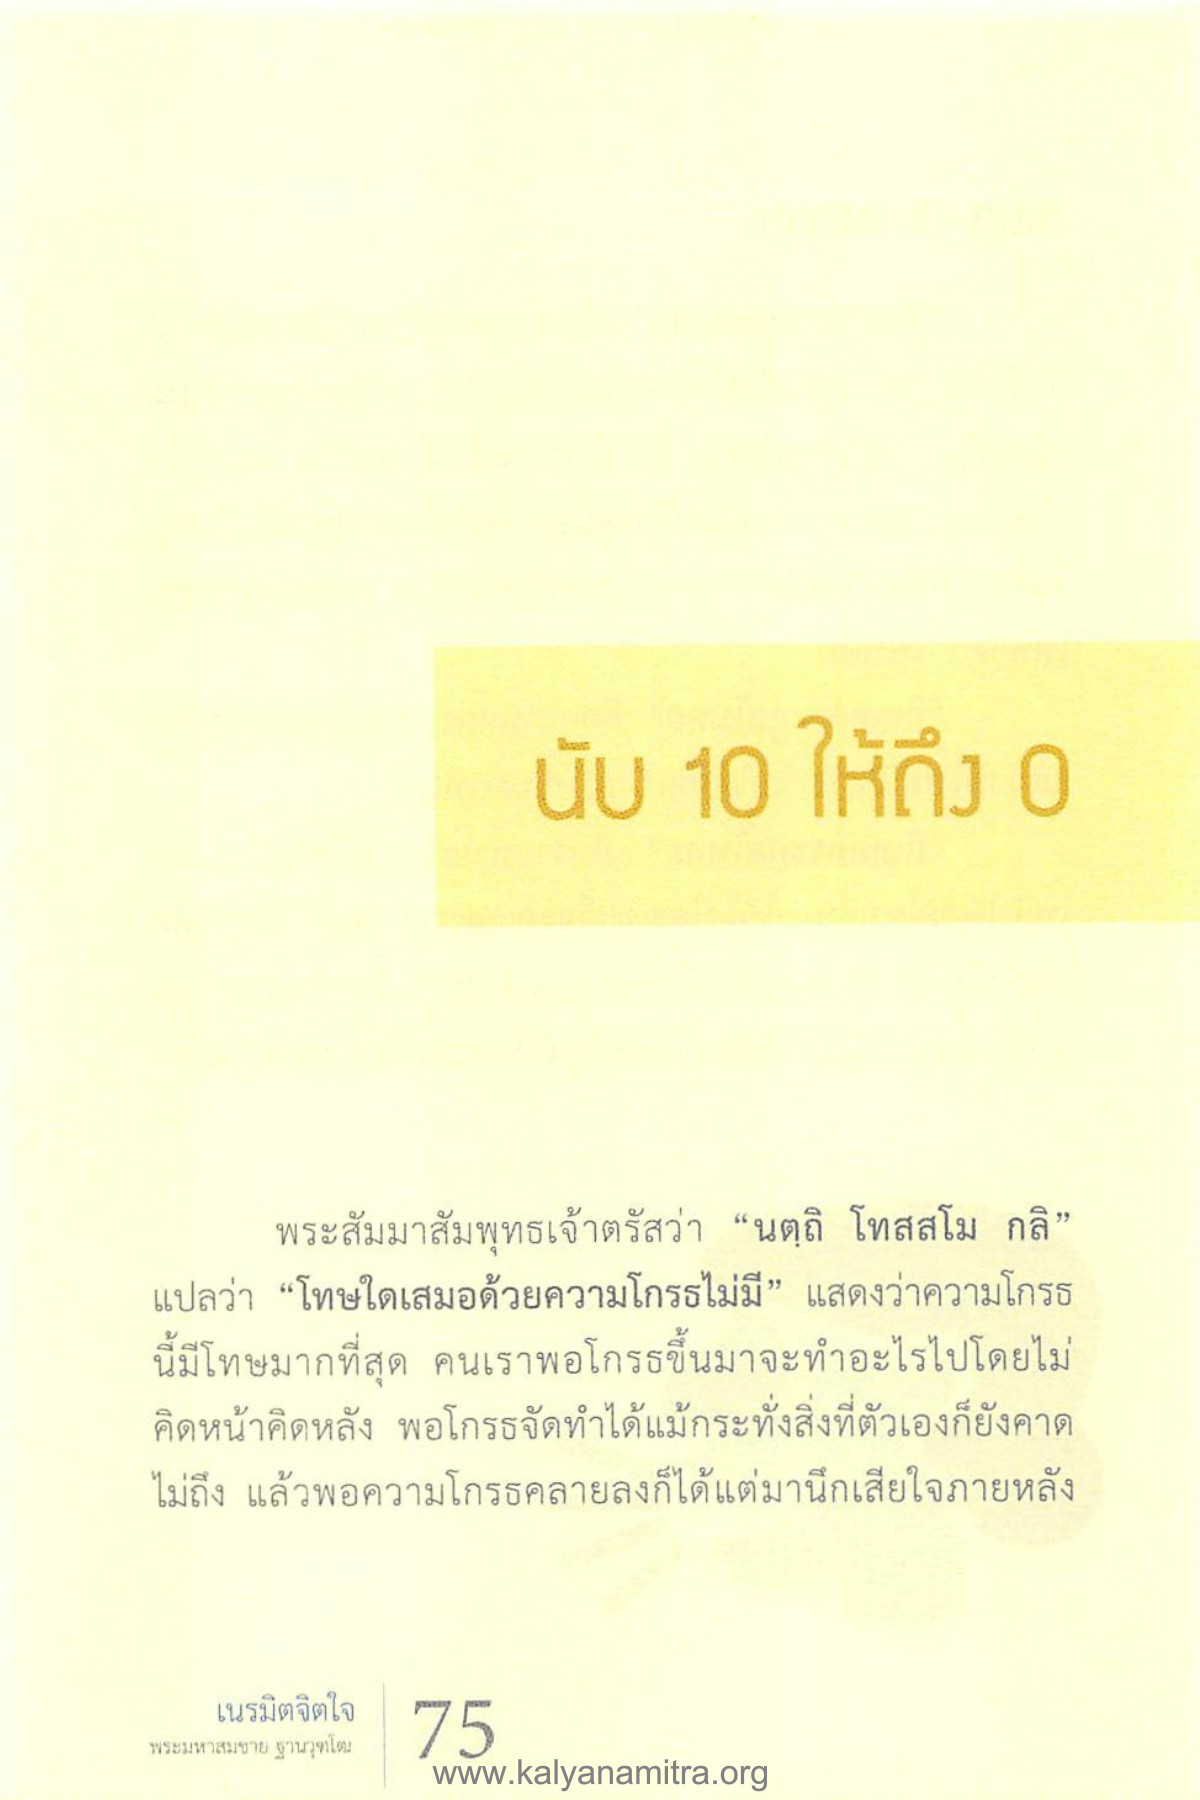 นับ 10 ให้ถึง 0
พระสัมมาสัมพุทธเจ้าตรัสว่า “นตฺถิ โทสสโม กลิ”
แปลว่า “โทษใดเสมอด้วยความโกรธไม่มี” แสดงว่าความโกรธ
นี้มีโทษมากที่สุด คนเราพอโกรธขึ้นมาจะทำอะไรไปโดยไม่
คิดหน้าคิดหลัง พอโกรธจัดทำได้แม้กระทั่งสิ่งที่ตัวเองก็ยังคาด
ไม่ถึง แล้วพอความโกรธคลายลงก็ได้แต่มานึกเสียใจภายหลัง
เนรมิตจิตใจ
พระมหาสมชาย ฐานวุฑฺโฒ
75
www.kalyanamitra.org